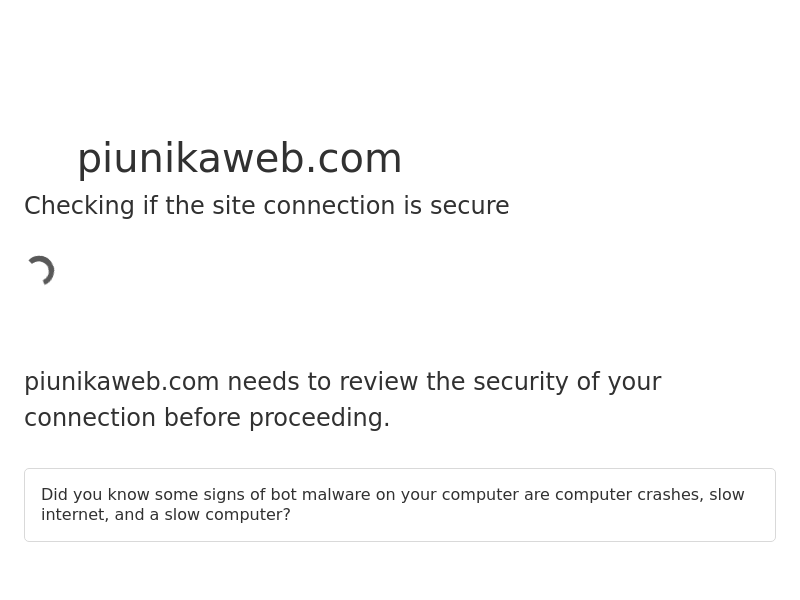 piunikaweb.com
Checking if the site connection is secure
piunikaweb.com needs to review the security of your
connection before proceeding.
Did you know some signs of bot malware on your computer are computer crashes, slow
internet, and a slow computer?